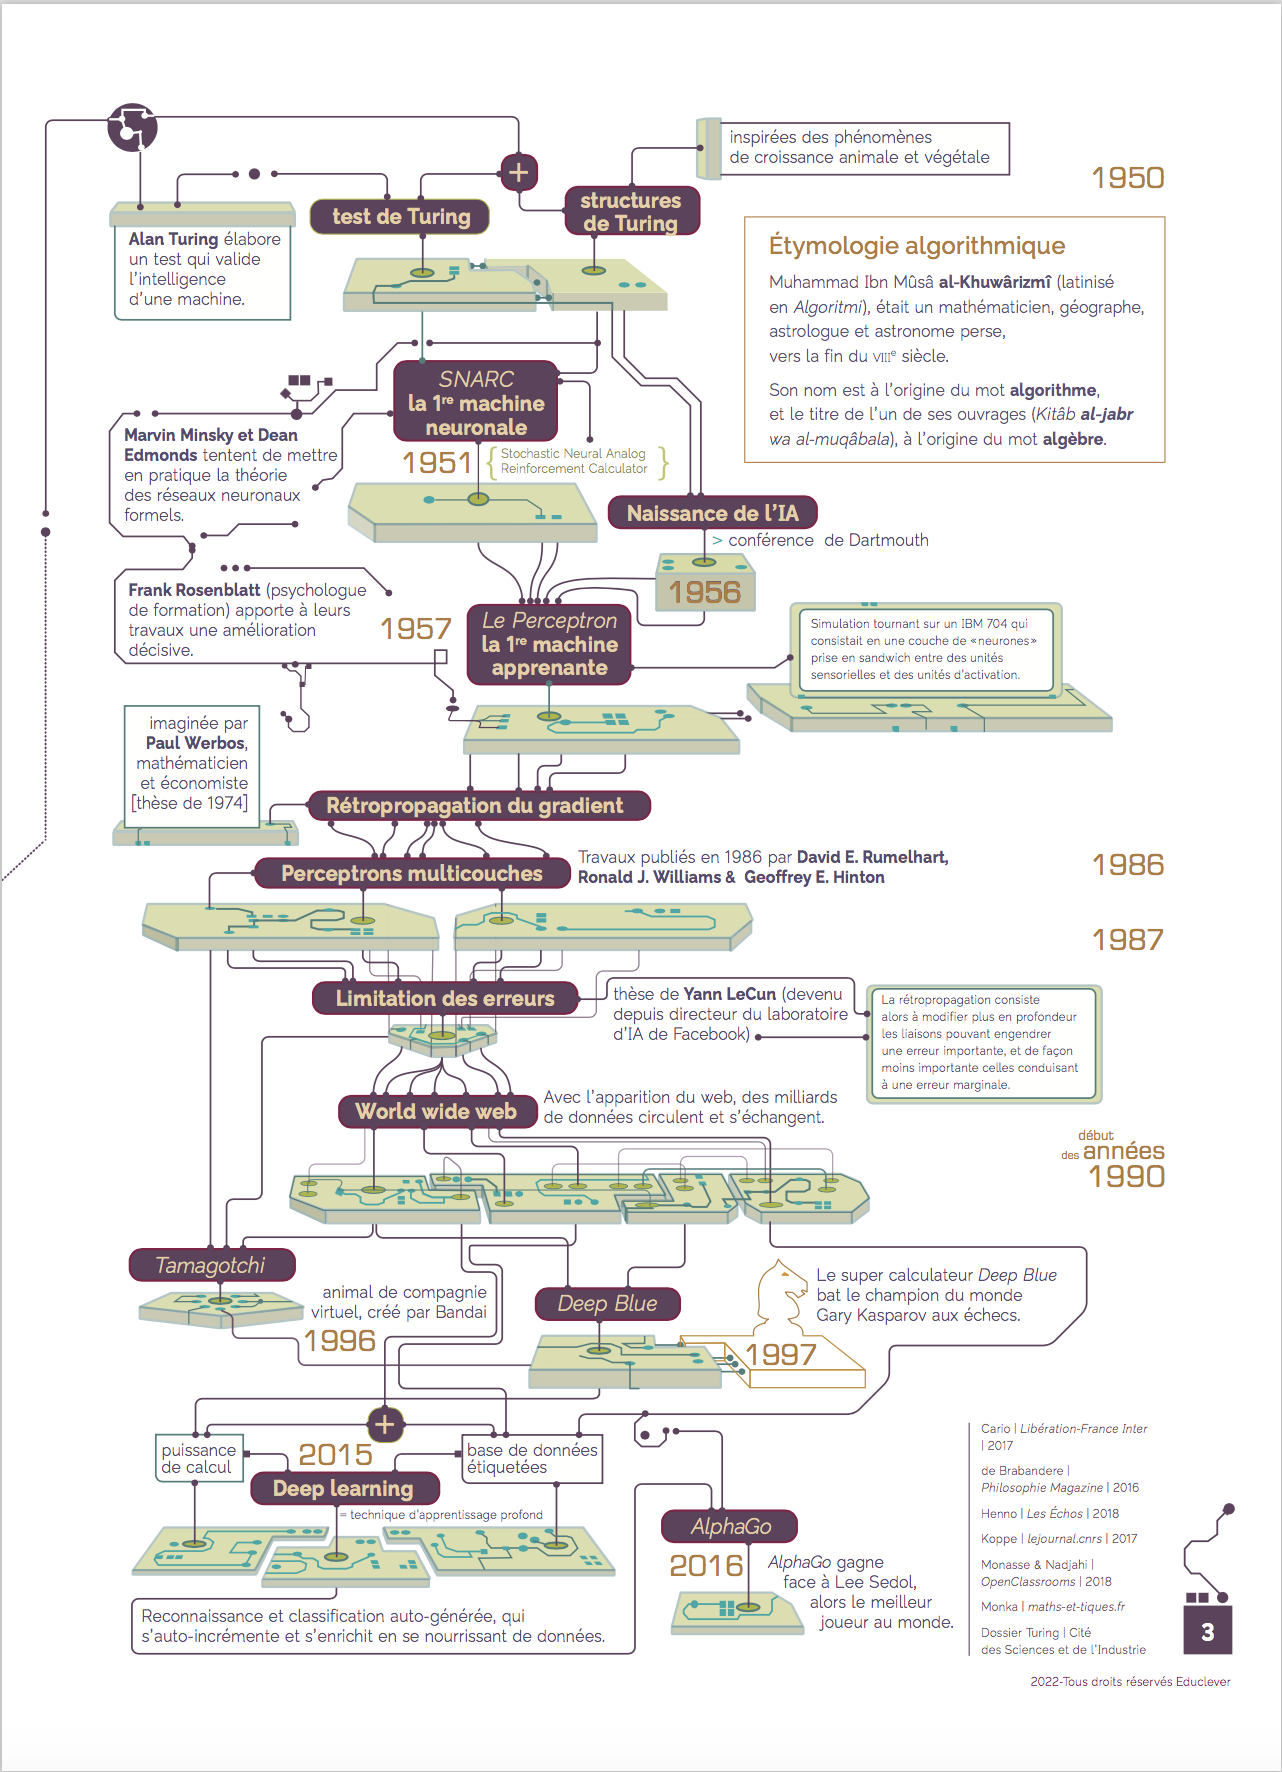 inspirées des phénomènes
de croissance animale et végétale
1950
+
test de Turing
structures
de Turing
Alan Turing élabore
un test qui valide
l'intelligence
d'une machine.
Étymologie algorithmique
Muhammad Ibn Mûsâ al-Khuwârizmî (latinisé
en Algoritmi), était un mathématicien, géographe,
astrologue et astronome perse,
vers la fin du VIIIe siècle.
Son nom est à l'origine du mot algorithme,
et le titre de l'un de ses ouvrages (Kitâb al-jabr
wa al-muqâbala), à l'origine du mot algèbre.
SNARC
la 1re machine
neuronale
1951
{ Stochastic Neural Analog
Reinforcement Calculator }
Marvin Minsky et Dean
Edmonds tentent de mettre
en pratique la théorie
des réseaux neuronaux
formels.
Naissance de l'IA
> conférence de Dartmouth
1956
Frank Rosenblatt (psychologue
de formation) apporte à leurs
travaux une amélioration
décisive.
1957
Le Perceptron
la 1re machine
apprenante
Simulation tournant sur un IBM 704 qui
consistait en une couche de «neurones»
prise en sandwich entre des unités
sensorielles et des unités d'activation.
imaginée par
Paul Werbos,
mathématicien
et économiste
[thèse de 1974]
Rétropropagation du gradient
Perceptrons multicouches
Travaux publiés en 1986 par David E. Rumelhart,
Ronald J. Williams & Geoffrey E. Hinton
1986
1987
Limitation des erreurs
thèse de Yann LeCun (devenu
depuis directeur du laboratoire
d'IA de Facebook)
La rétropropagation consiste
alors à modifier plus en profondeur
les liaisons pouvant engendrer
une erreur importante, et de façon
moins importante celles conduisant
à une erreur marginale.
World wide web
Avec l'apparition du web, des milliards
de données circulent et s'échangent.
début
des années
1990
Tamagotchi
animal de compagnie
virtuel, créé par Bandai
1996
Deep Blue
Le super calculateur Deep Blue
bat le champion du monde
Gary Kasparov aux échecs.
1997
+
puissance
de calcul
2015
base de données
étiquetées
Deep learning
= technique d'apprentissage profond
Reconnaissance et classification auto-générée, qui
s'auto-incrémente et s'enrichit en se nourrissant de données.
AlphaGo
2016
AlphaGo gagne
face à Lee Sedol,
alors le meilleur
joueur au monde.
Cario | Libération-France Inter
| 2017
de Brabandere |
Philosophie Magazine | 2016
Henno | Les Échos | 2018
Koppe | lejournal.cnrs | 2017
Monasse & Nadjahi |
OpenClassrooms | 2018
Monka | maths-et-tiques.fr
Dossier Turing | Cité
des Sciences et de l'Industrie
3
2022-Tous droits réservés Educlever